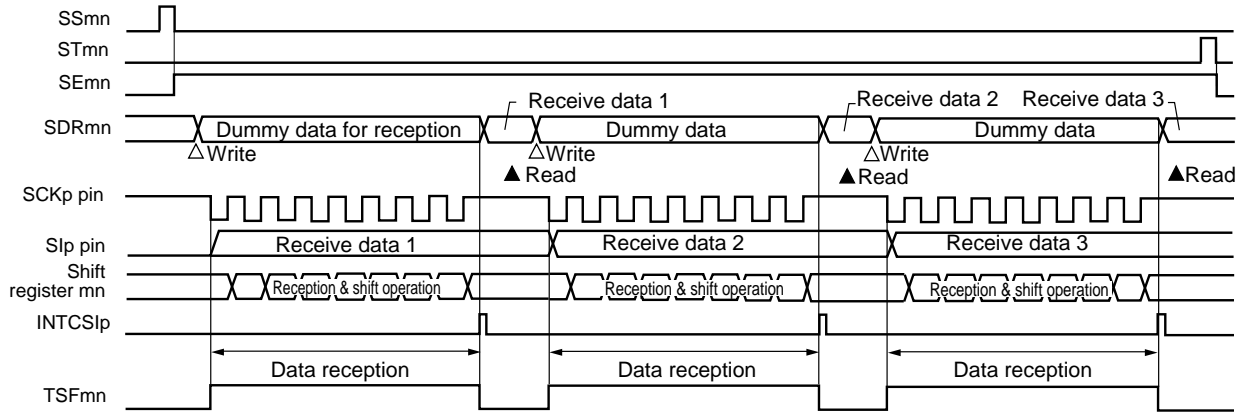 SSmn
STmn
SEmn
Receive data 1 Receive data 2 Receive data 3
SDRmn Dummy data for reception Dummy data Dummy data
△Write △Write △Write
▲Read ▲Read ▲Read
SCKp pin
SIp pin Receive data 1 Receive data 2 Receive data 3
Shift
register mn Reception & shift operation Reception & shift operation Reception & shift operation
INTCSIp
Data reception Data reception Data reception
TSFmn